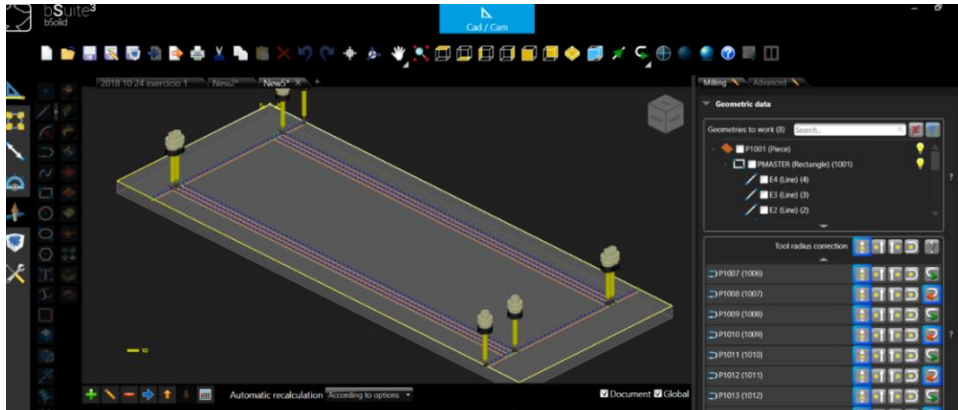 bSuite3
bSolid
Cad / Cam
2018 10 24 exercicio 1
New2*
New5*
Milling
Advanced
Geometric data
Geometries to work (8)
Search...
P1001 (Piece)
PMASTER (Rectangle) (1001)
E4 (Line) (4)
E3 (Line) (3)
E2 (Line) (2)
Tool radius correction
P1007 (1006)
P1008 (1007)
P1009 (1008)
P1010 (1009)
P1011 (1010)
P1012 (1011)
P1013 (1012)
Automatic recalculation
According to options
Document
Global